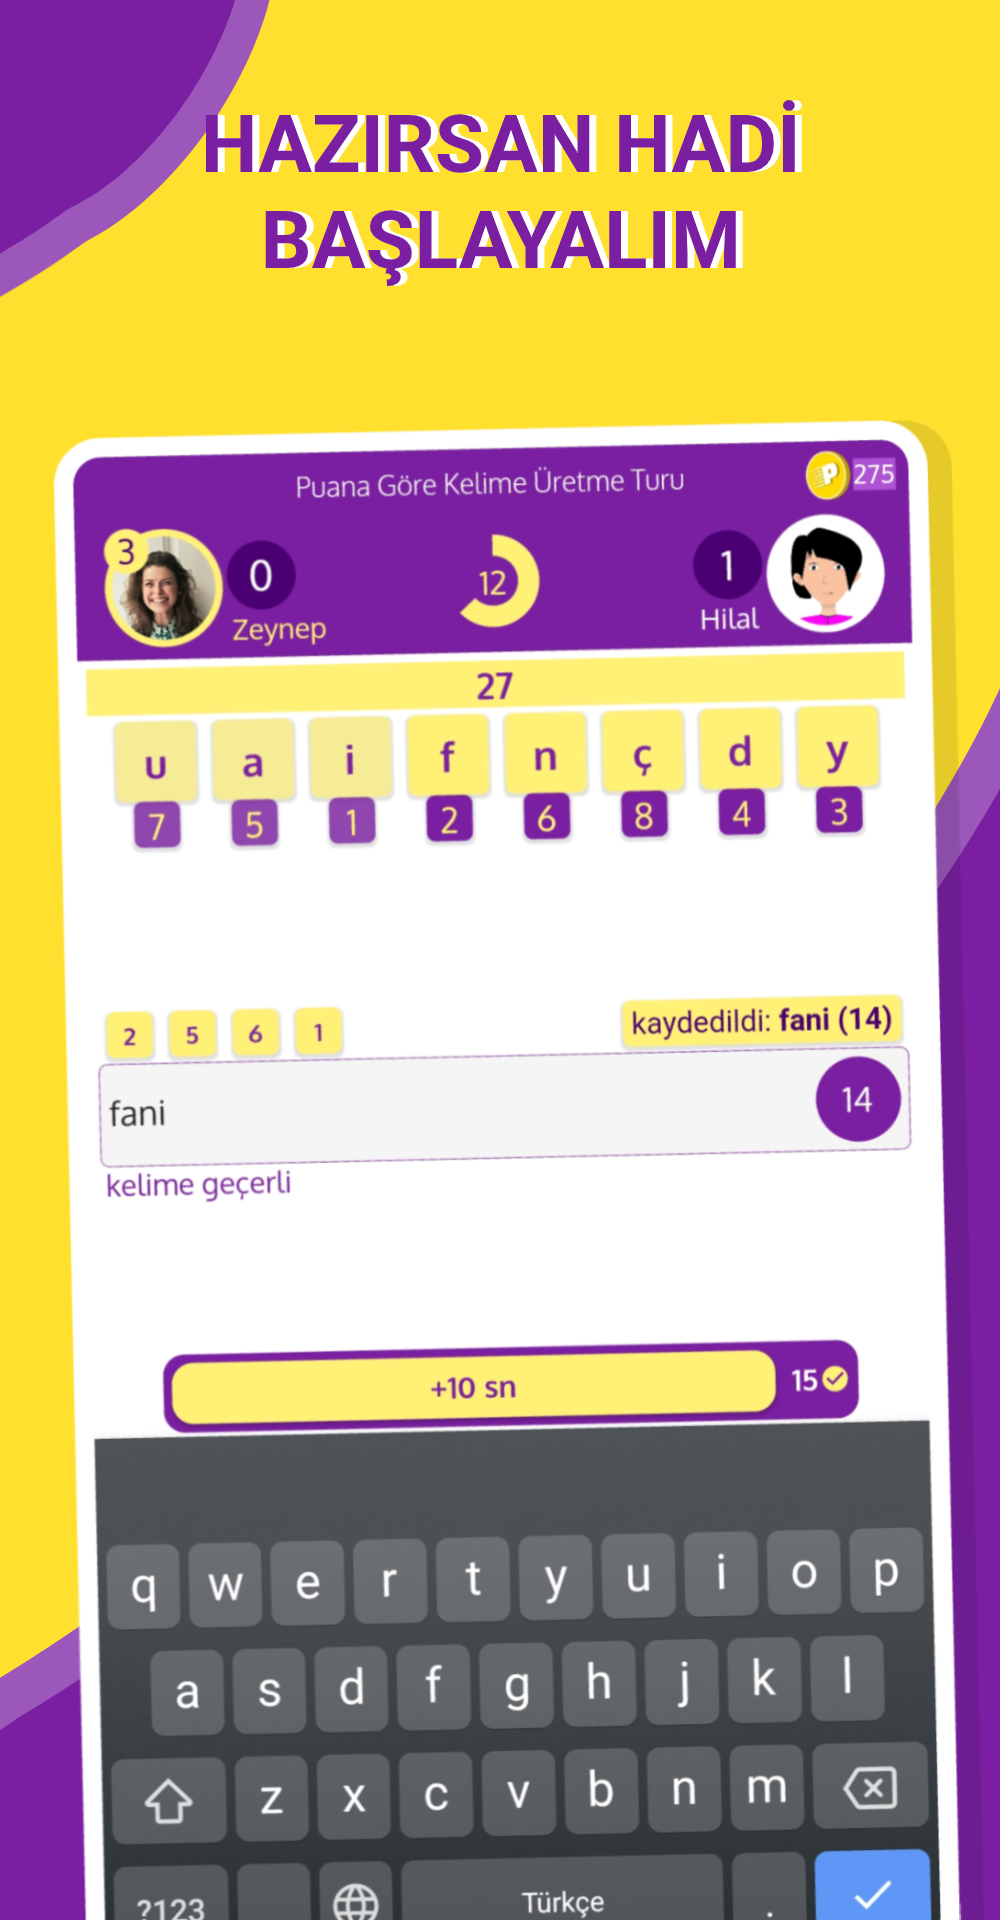 HAZIRSAN HADİ
BAŞLAYALIM
Puana Göre Kelime Üretme Turu
P 275
3
0
Zeynep
12
1
Hilal
27
u a i f n ç d y
7 5 1 2 6 8 4 3
2 5 6 1
kaydedildi: fani (14)
fani
14
kelime geçerli
+10 sn
15
q w e r t y u i o p
a s d f g h j k l
z x c v b n m
?123
Türkçe
.